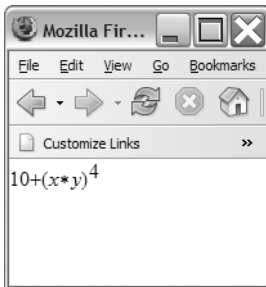 Mozilla Fir...
File Edit View Go Bookmarks
Customize Links »
10+(x*y)⁴